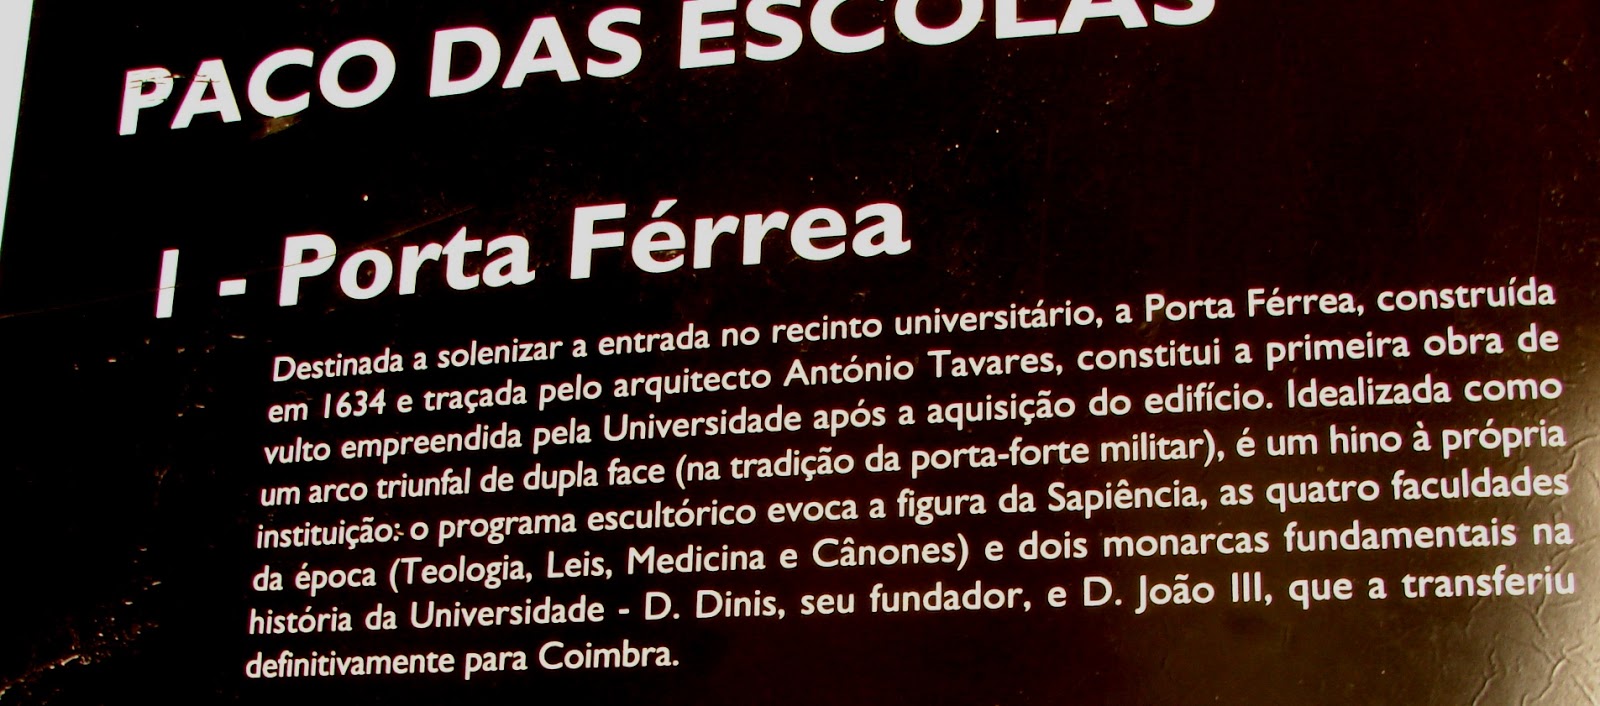 PAÇO DAS ESCOLAS
1 - Porta Férrea
Destinada a solenizar a entrada no recinto universitário, a Porta Férrea, construída
em 1634 e traçada pelo arquitecto António Tavares, constitui a primeira obra de
vulto empreendida pela Universidade após a aquisição do edifício. Idealizada como
um arco triunfal de dupla face (na tradição da porta-forte militar), é um hino à própria
instituição: o programa escultórico evoca a figura da Sapiência, as quatro faculdades
da época (Teologia, Leis, Medicina e Cânones) e dois monarcas fundamentais na
história da Universidade - D. Dinis, seu fundador, e D. João III, que a transferiu
definitivamente para Coimbra.